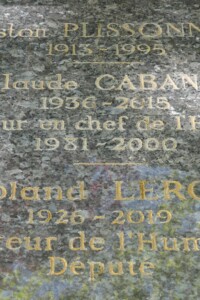 ston PLISSONN
1913-1995
laude CABAN
1936-2015
ur en chef de l'H
1981-2000
oland LERO
1926-2019
teur de l'Hum
Député